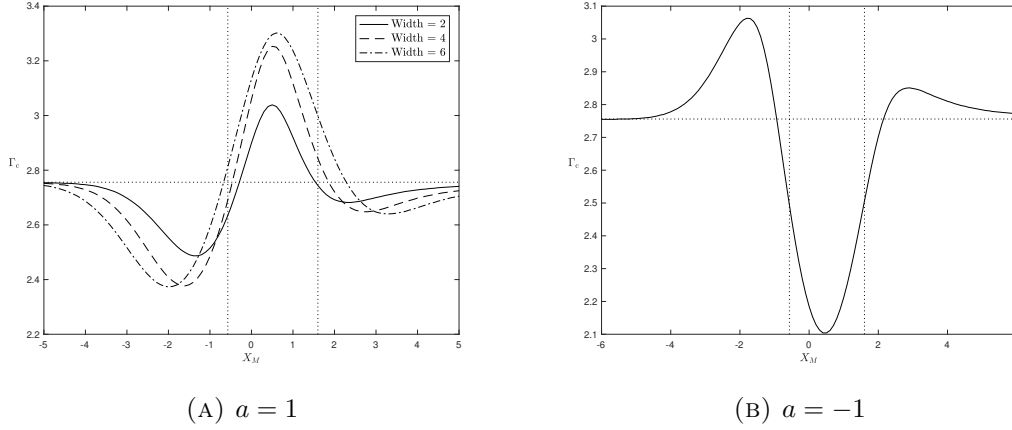 3.4
3.2
3
2.8
2.6
2.4
2.2
Γc
-5 -4 -3 -2 -1 0 1 2 3 4 5
X_M
Width = 2
Width = 4
Width = 6
(A) a = 1
3.1
3
2.9
2.8
2.7
2.6
2.5
2.4
2.3
2.2
2.1
Γc
-6 -4 -2 0 2 4
X_M
(B) a = −1